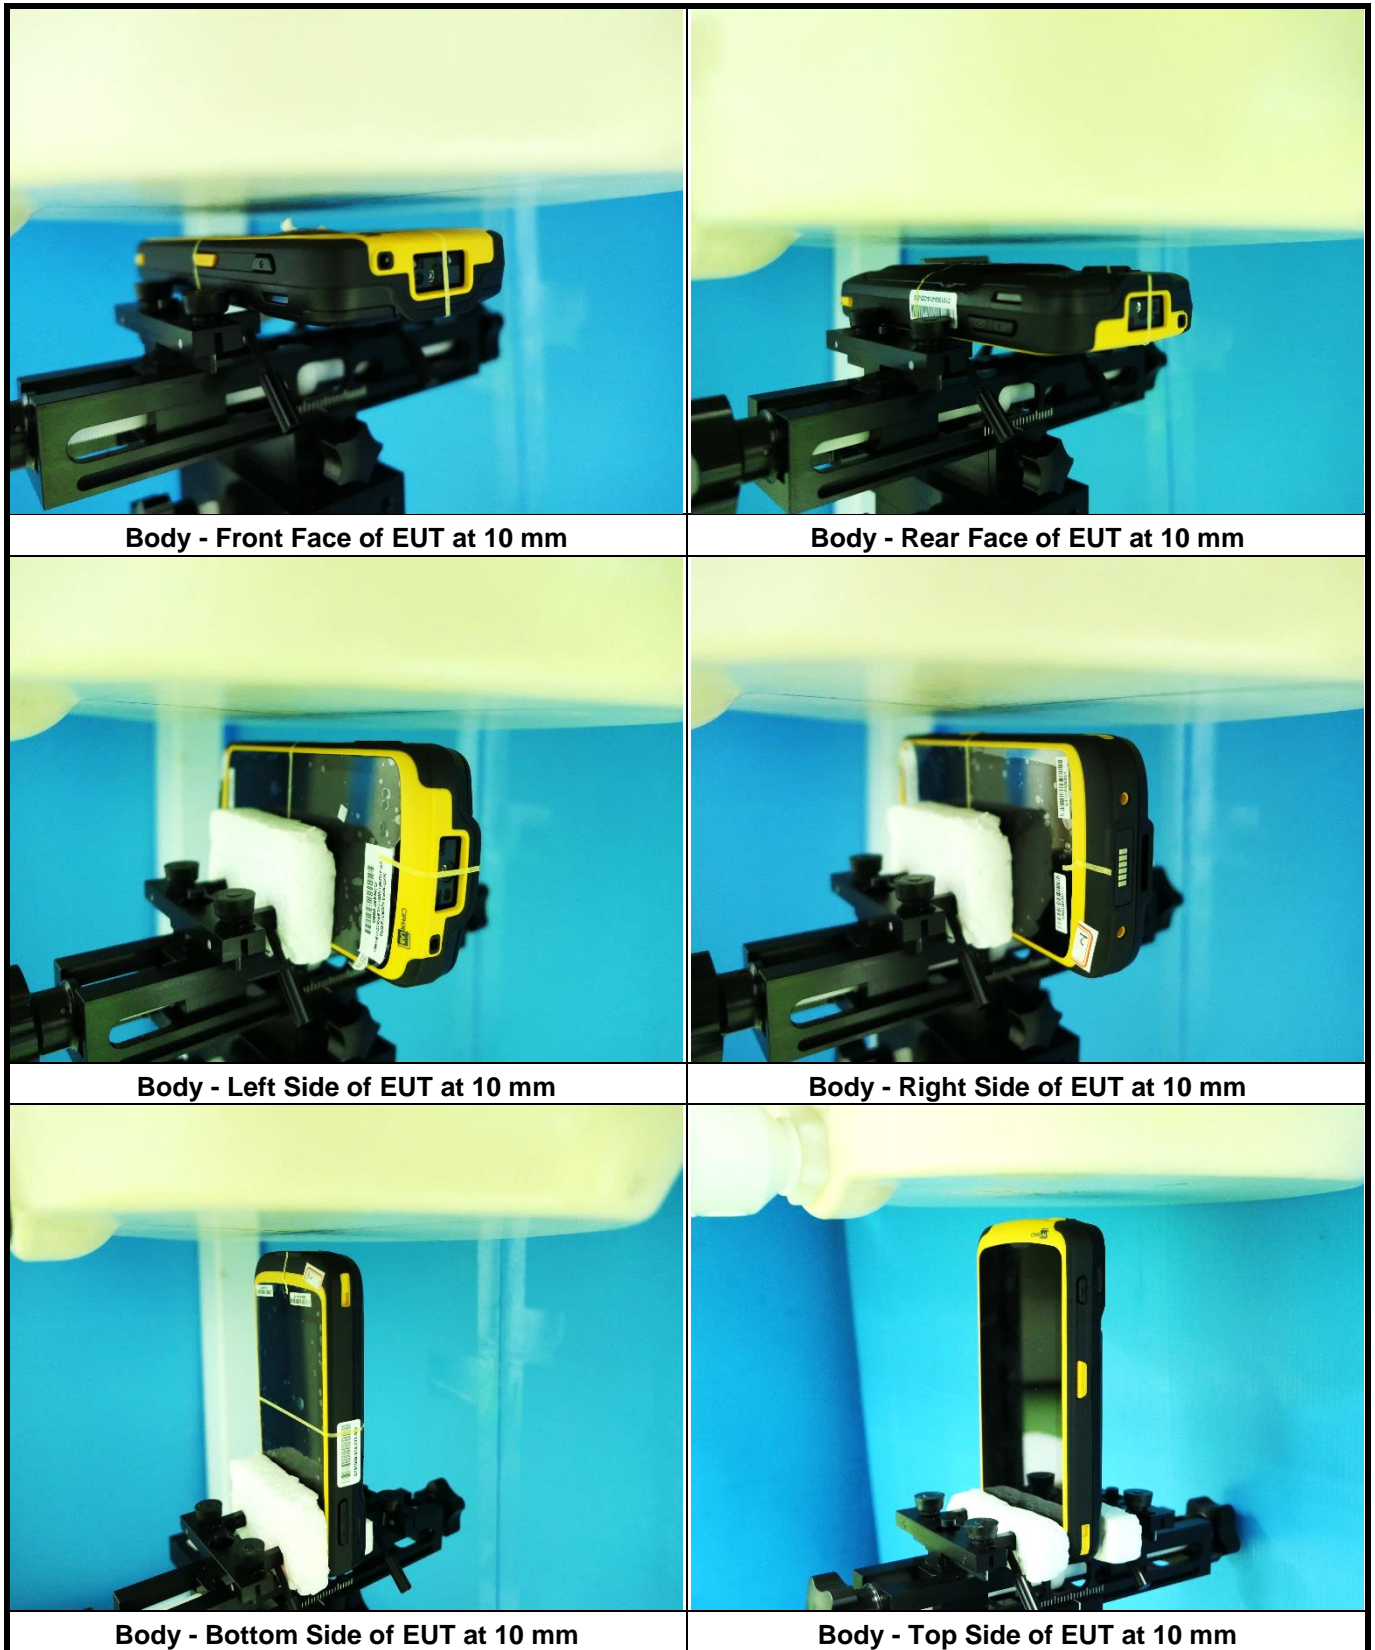 Body - Front Face of EUT at 10 mm
Body - Rear Face of EUT at 10 mm
CIPHERLAB
Body - Left Side of EUT at 10 mm
Body - Right Side of EUT at 10 mm
Body - Bottom Side of EUT at 10 mm
Body - Top Side of EUT at 10 mm